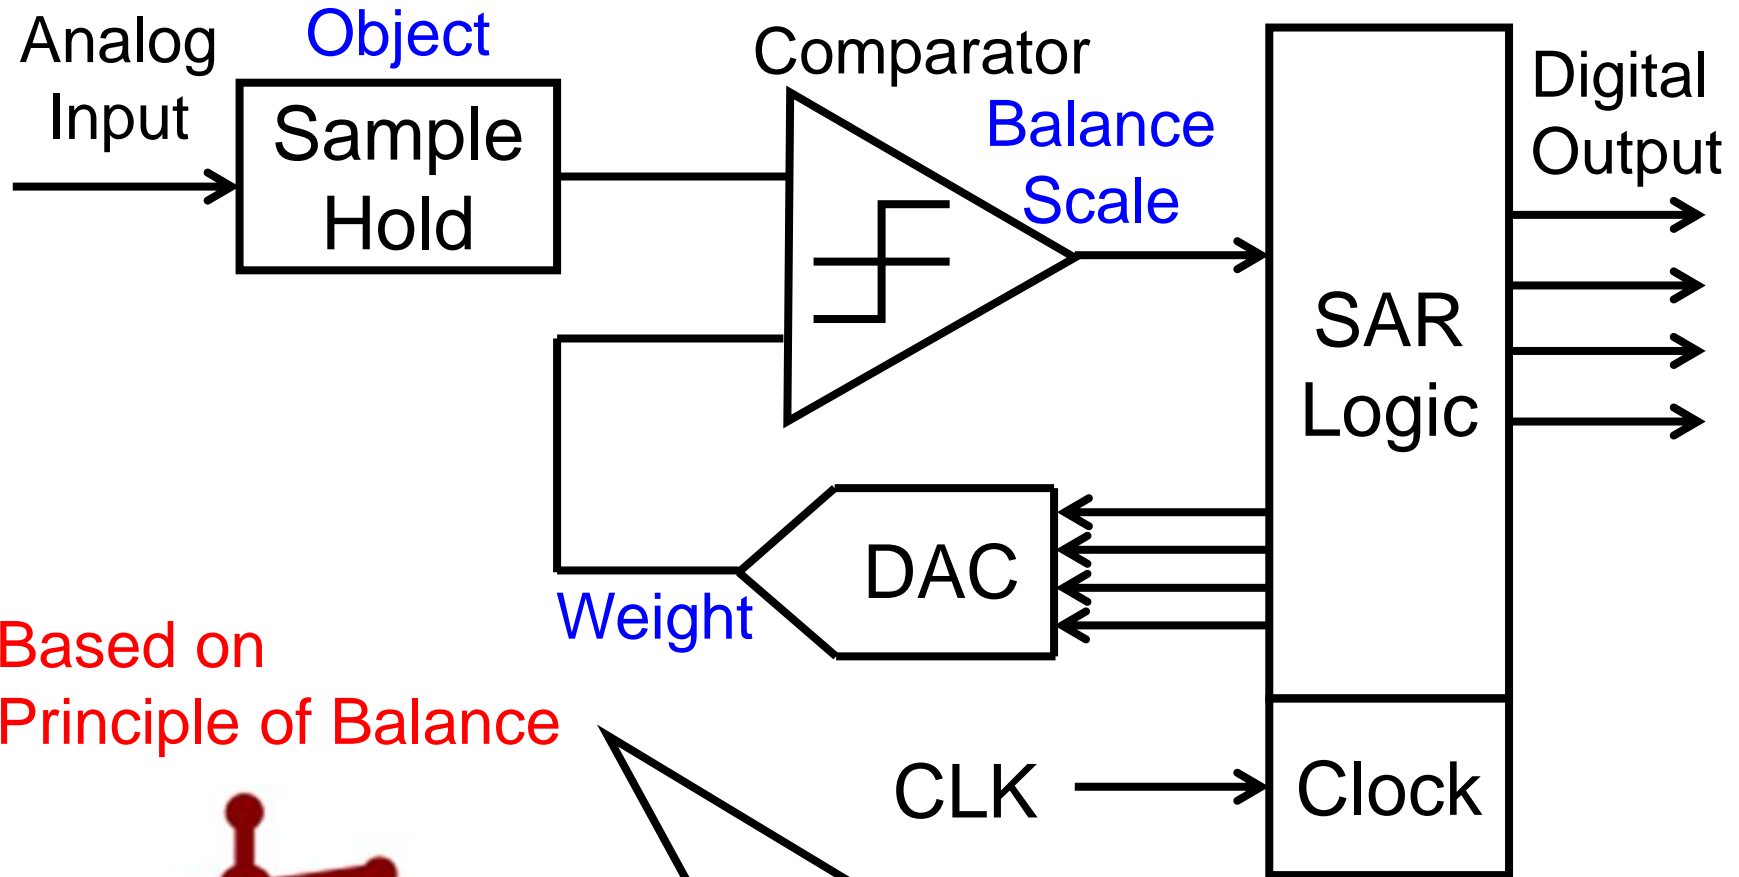 Analog
Input
Object
Sample
Hold
Comparator
Balance
Scale
SAR
Logic
Digital
Output
DAC
Weight
Based on
Principle of Balance
CLK
Clock